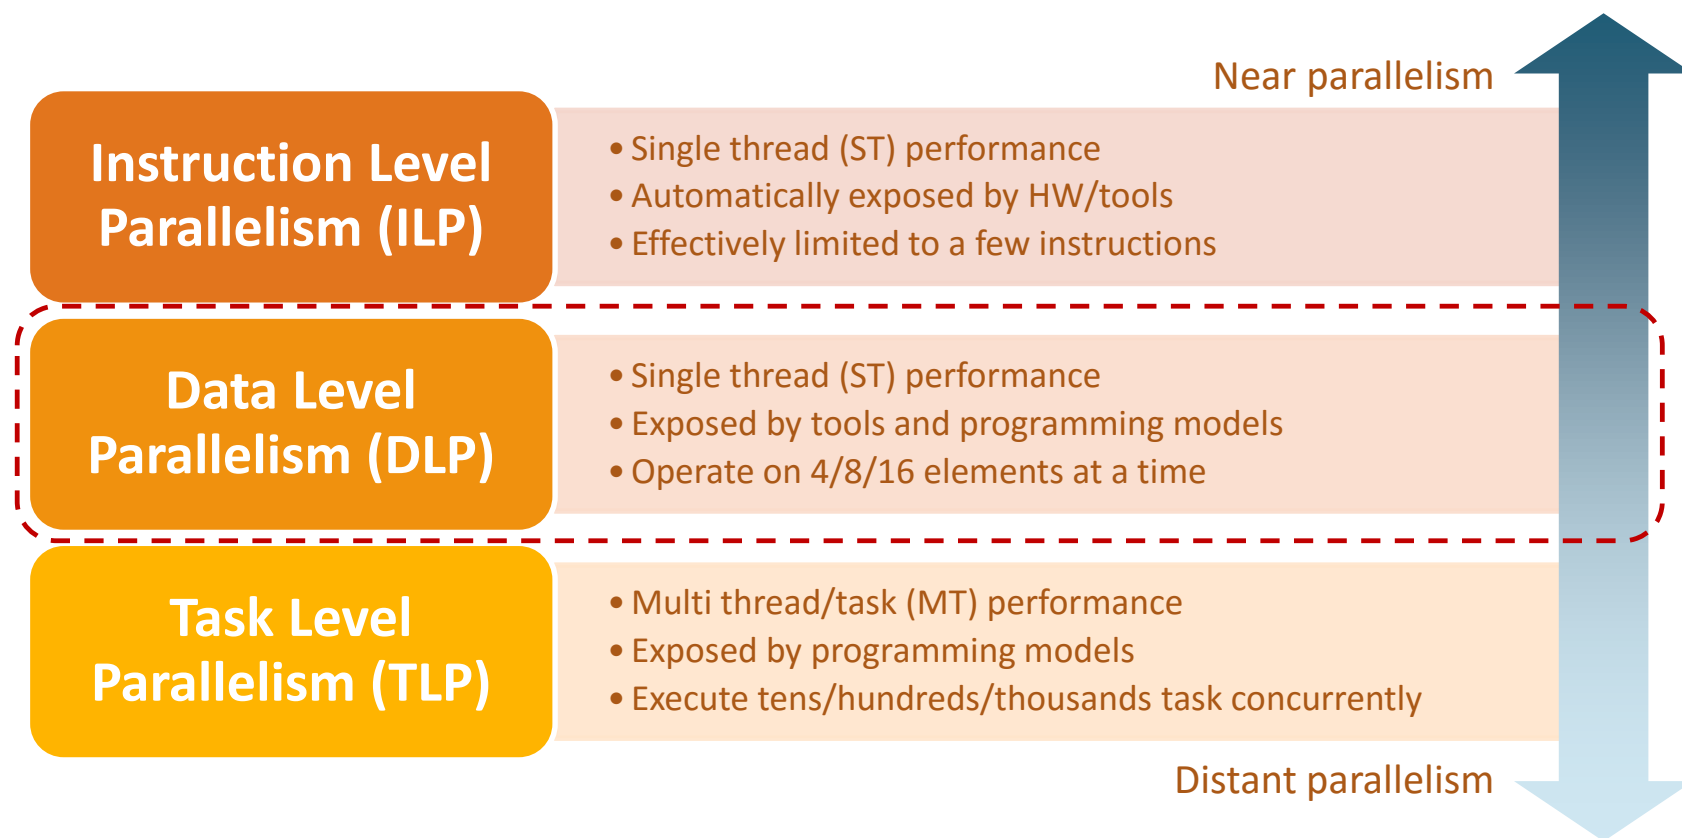 Near parallelism
Instruction Level
Parallelism (ILP)
• Single thread (ST) performance
• Automatically exposed by HW/tools
• Effectively limited to a few instructions
Data Level
Parallelism (DLP)
• Single thread (ST) performance
• Exposed by tools and programming models
• Operate on 4/8/16 elements at a time
Task Level
Parallelism (TLP)
• Multi thread/task (MT) performance
• Exposed by programming models
• Execute tens/hundreds/thousands task concurrently
Distant parallelism